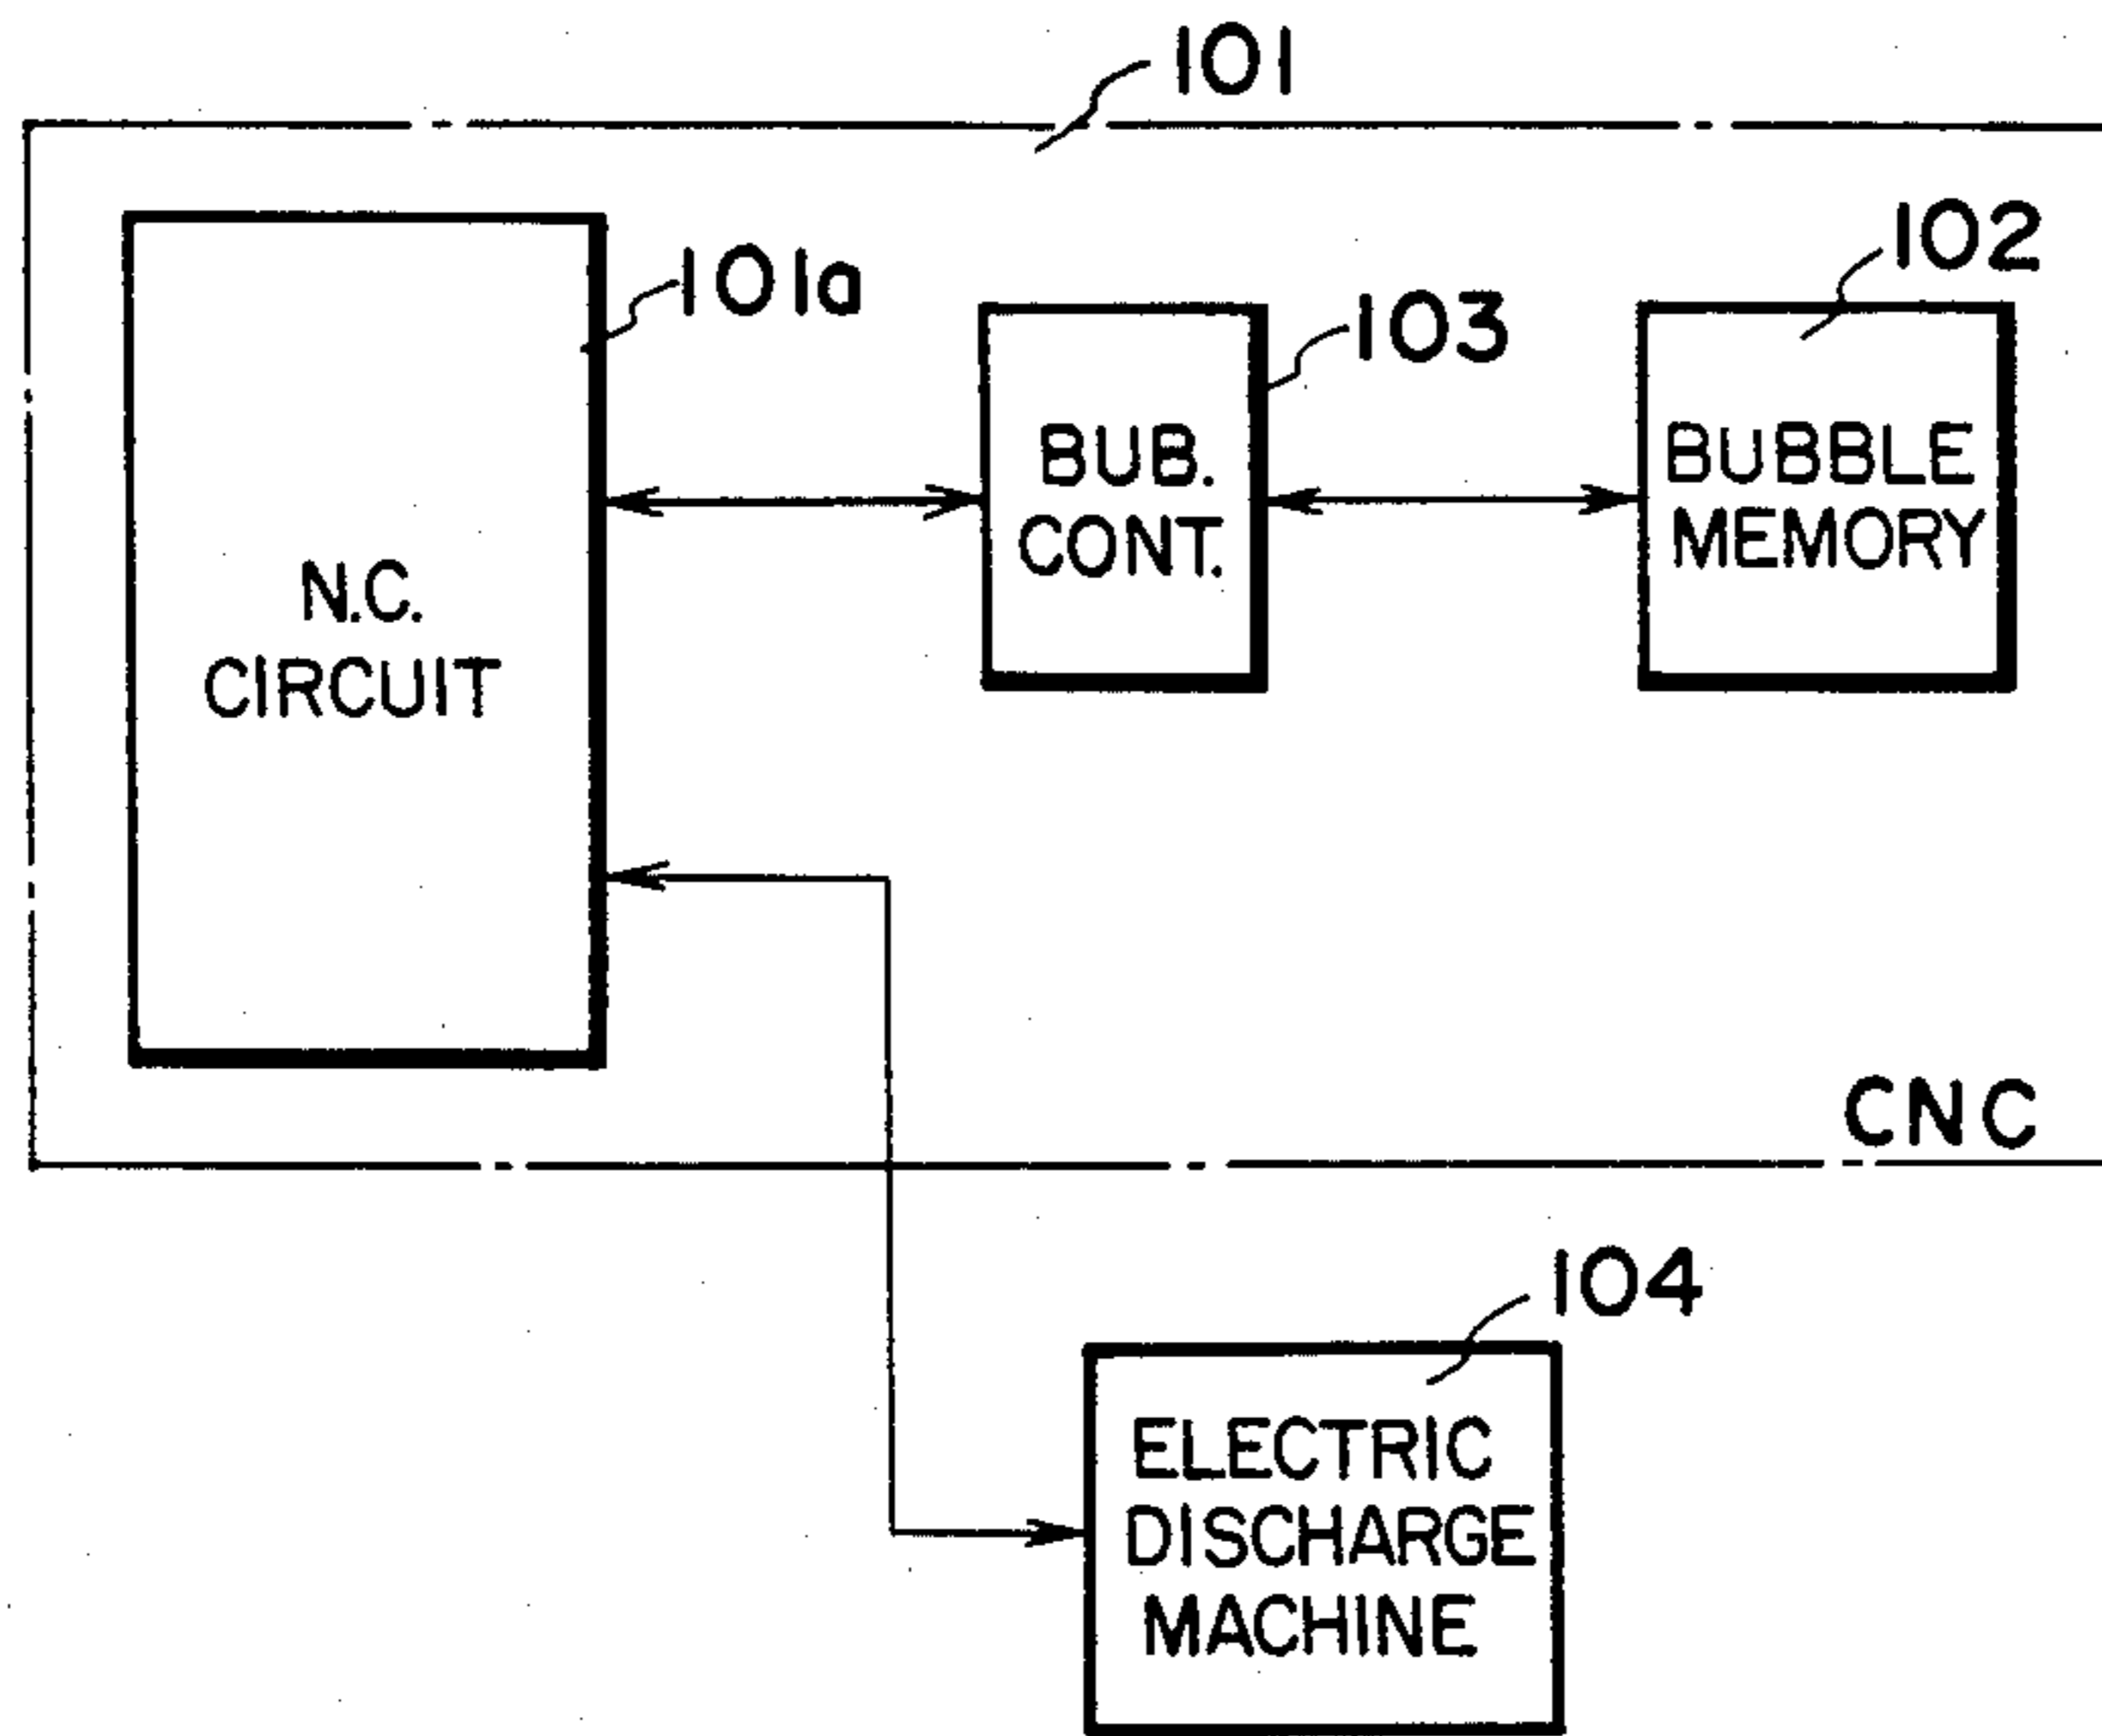 101
101a
103
102
N.C.
CIRCUIT
BUB.
CONT.
BUBBLE
MEMORY
CNC
104
ELECTRIC
DISCHARGE
MACHINE